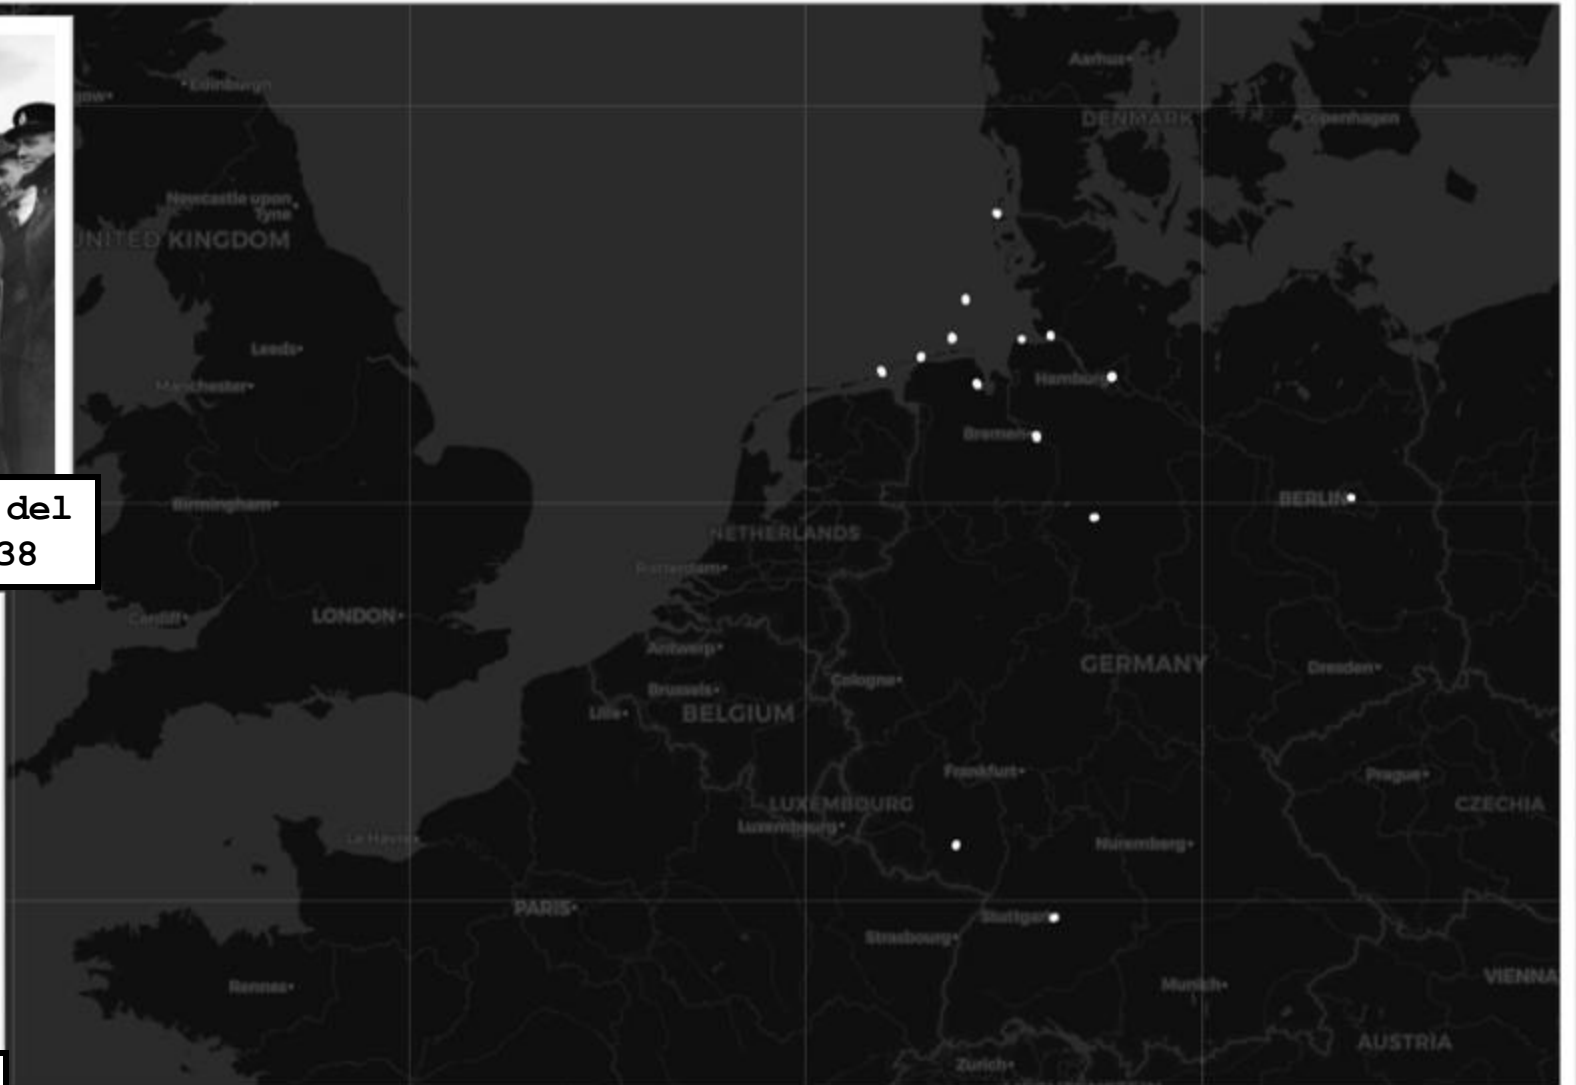 Aarhus
Edinburgh
gow
DENMARK
Copenhagen
Newcastle upon
Tyne
UNITED KINGDOM
Leeds
Manchester
Hamburg
Bremen
del
38
Birmingham
BERLIN
NETHERLANDS
Rotterdam
LONDON
Cardiff
Antwerp
GERMANY
Dresden
Cologne
Brussels
Lille
BELGIUM
Frankfurt
Prague
LUXEMBOURG
CZECHIA
Luxembourg
Le Havre
Nuremberg
PARIS
Stuttgart
Strasbourg
VIENNA
Rennes
Munich
AUSTRIA
Zürich